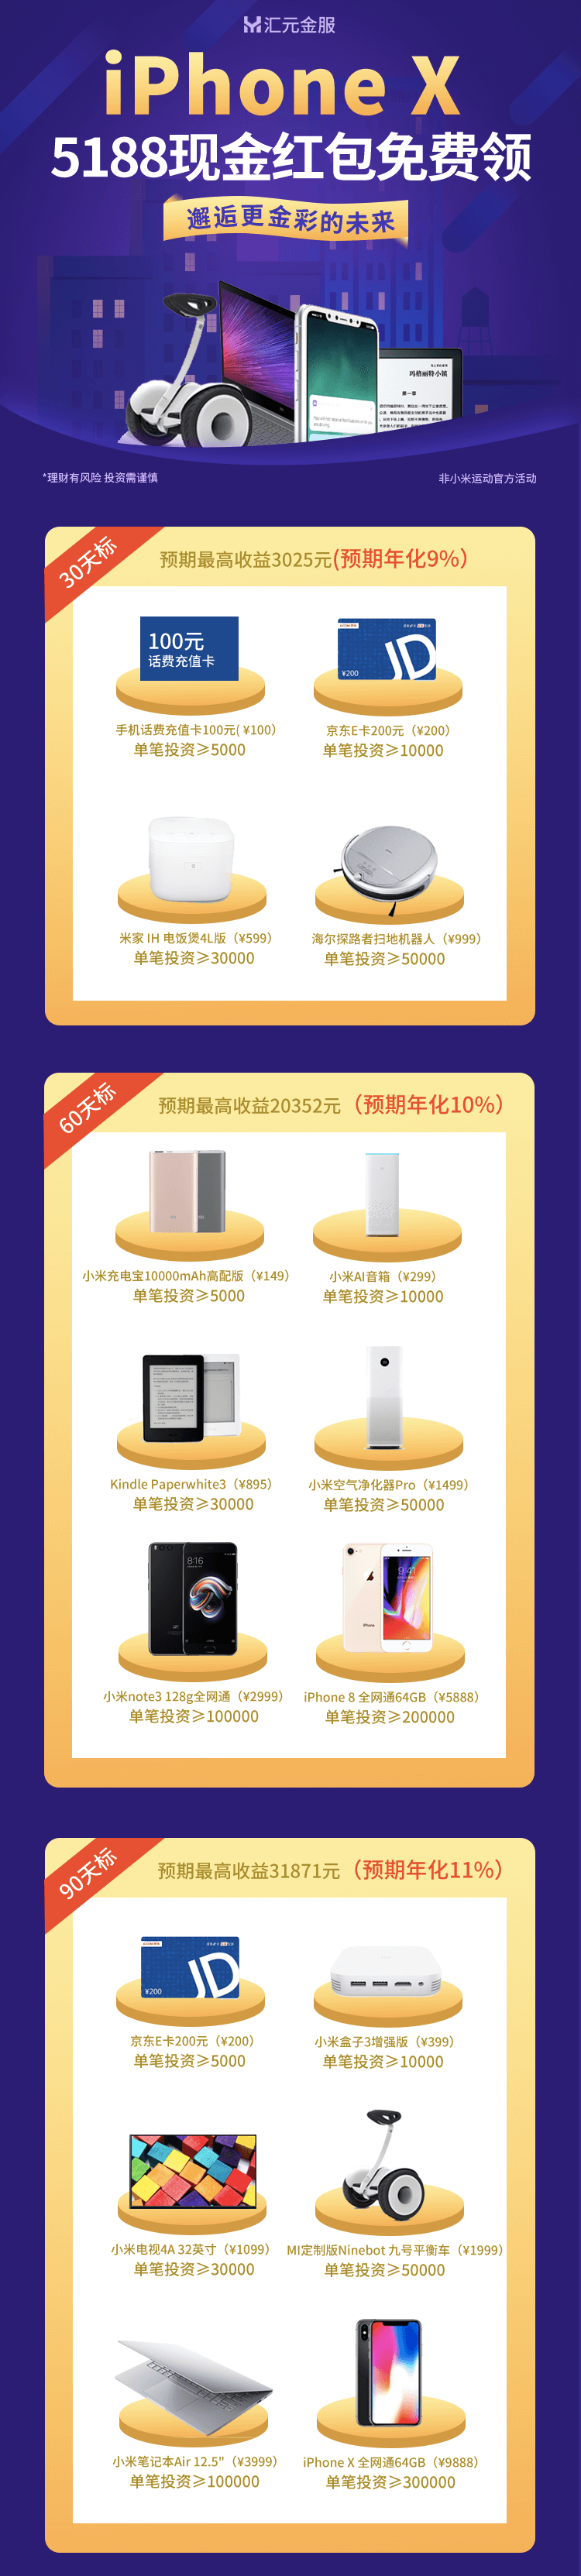 汇元金服
iPhone X
5188现金红包免费领
邂逅更金彩的未来
玛格丽特小镇
第一章
*理财有风险 投资需谨慎
非小米运动官方活动
30天标
预期最高收益3025元(预期年化9%)
100元
话费充值卡
JD
¥200
手机话费充值卡100元( ¥100)
单笔投资≥5000
京东E卡200元（¥200）
单笔投资≥10000
米家 IH 电饭煲4L版（¥599）
单笔投资≥30000
海尔探路者扫地机器人（¥999）
单笔投资≥50000
60天标
预期最高收益20352元（预期年化10%）
小米充电宝10000mAh高配版（¥149）
单笔投资≥5000
小米AI音箱（¥299）
单笔投资≥10000
Kindle Paperwhite3（¥895）
单笔投资≥30000
小米空气净化器Pro（¥1499）
单笔投资≥50000
8:16
9:41
iPhone
小米note3 128g全网通（¥2999）
单笔投资≥100000
iPhone 8 全网通64GB（¥5888）
单笔投资≥200000
90天标
预期最高收益31871元（预期年化11%）
JD
¥200
京东E卡200元（¥200）
单笔投资≥5000
小米盒子3增强版（¥399）
单笔投资≥10000
小米电视4A 32英寸（¥1099）
单笔投资≥30000
MI定制版Ninebot 九号平衡车（¥1999）
单笔投资≥50000
小米笔记本Air 12.5"（¥3999）
单笔投资≥100000
iPhone X 全网通64GB（¥9888）
单笔投资≥300000